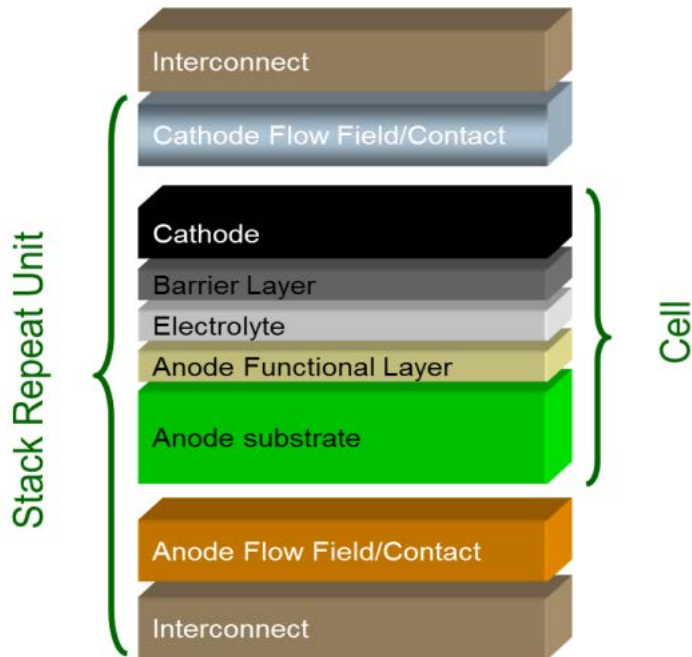 Interconnect
Cathode Flow Field/Contact
Cathode
Barrier Layer
Electrolyte
Anode Functional Layer
Anode substrate
Anode Flow Field/Contact
Interconnect
Stack Repeat Unit
Cell